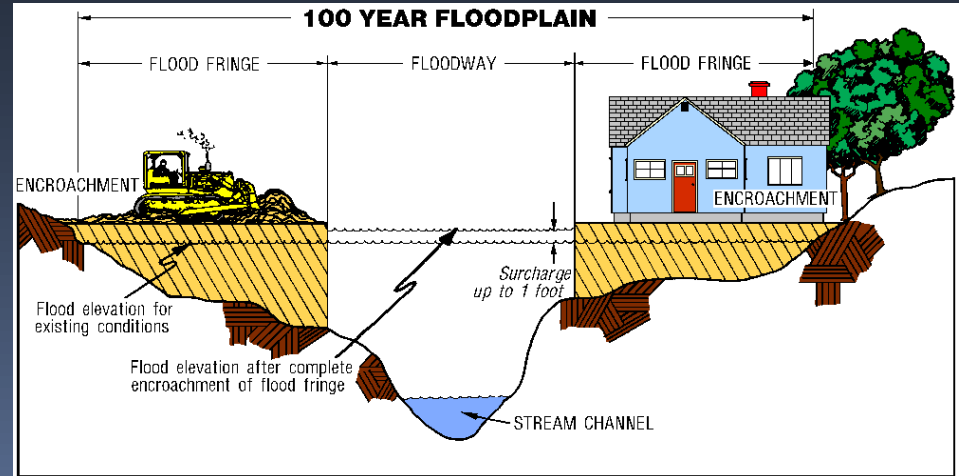 100 YEAR FLOODPLAIN
FLOOD FRINGE
FLOODWAY
FLOOD FRINGE
ENCROACHMENT
ENCROACHMENT
Surcharge
up to 1 foot
Flood elevation for
existing conditions
Flood elevation after complete
encroachment of flood fringe
STREAM CHANNEL